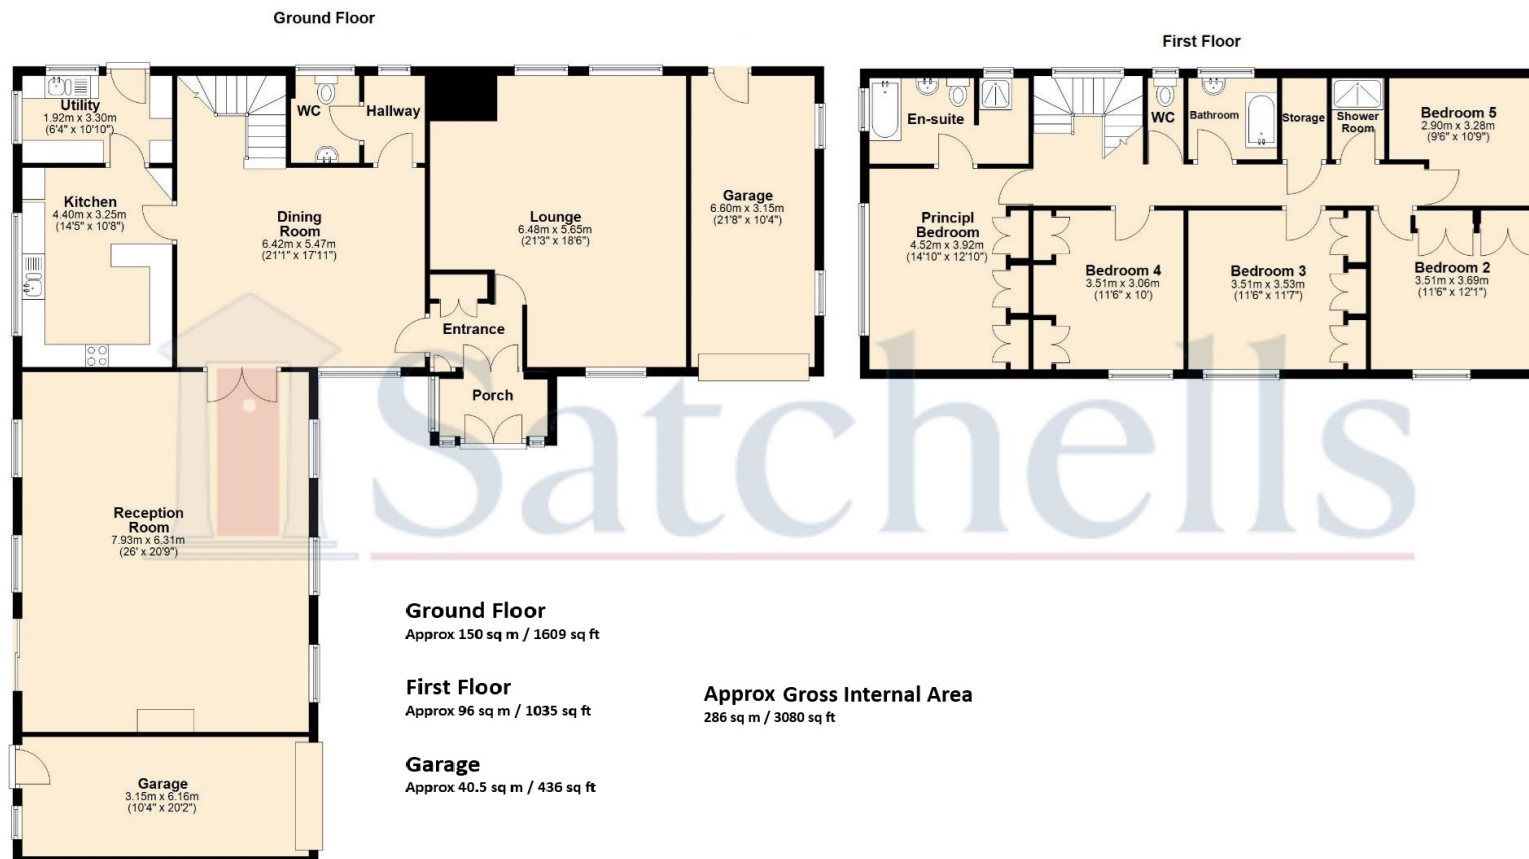 Ground Floor
Utility
1.92m x 3.30m
(6'4" x 10'10")
WC
Hallway
Kitchen
4.40m x 3.25m
(14'5" x 10'8")
Dining
Room
6.42m x 5.47m
(21'1" x 17'11")
Lounge
6.48m x 5.65m
(21'3" x 18'6")
Garage
6.60m x 3.15m
(21'8" x 10'4")
Entrance
Porch
Reception
Room
7.93m x 6.31m
(26' x 20'9")
Garage
3.15m x 6.16m
(10'4" x 20'2")
First Floor
En-suite
WC
Bathroom
Storage
Shower
Room
Bedroom 5
2.90m x 3.28m
(9'6" x 10'9")
Principl
Bedroom
4.52m x 3.92m
(14'10" x 12'10")
Bedroom 4
3.51m x 3.06m
(11'6" x 10')
Bedroom 3
3.51m x 3.53m
(11'6" x 11'7")
Bedroom 2
3.51m x 3.69m
(11'6" x 12'1")
Satchells
Ground Floor
Approx 150 sq m / 1609 sq ft
First Floor
Approx 96 sq m / 1035 sq ft
Garage
Approx 40.5 sq m / 436 sq ft
Approx Gross Internal Area
286 sq m / 3080 sq ft